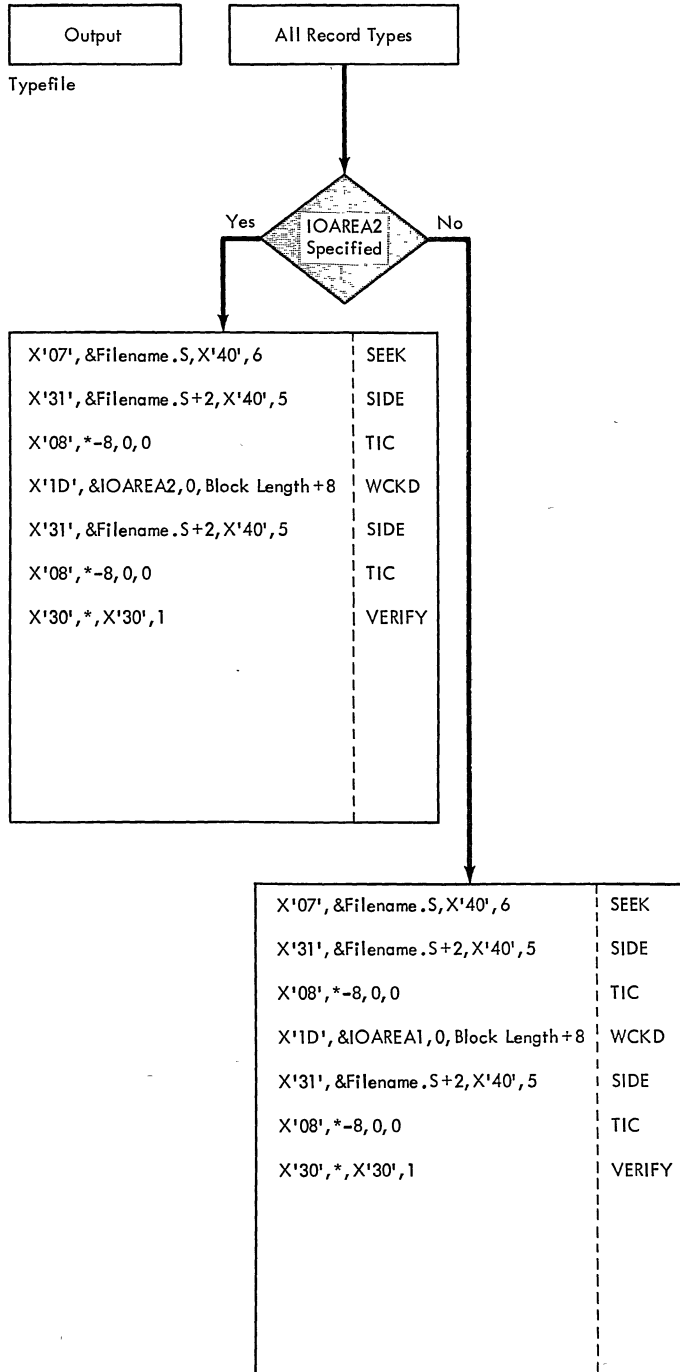 Output
All Record Types
Typefile
Yes
IOAREA2
Specified
No
X'07', &Filename.S,X'40',6 SEEK
X'31', &Filename.S+2,X'40',5 SIDE
X'08',*-8,0,0 TIC
X'1D', &IOAREA2,0,Block Length+8 WCKD
X'31', &Filename.S+2,X'40',5 SIDE
X'08',*-8,0,0 TIC
X'30',*,X'30',1 VERIFY
X'07', &Filename.S,X'40',6 SEEK
X'31', &Filename.S+2,X'40',5 SIDE
X'08',*-8,0,0 TIC
X'1D', &IOAREA1,0,Block Length+8 WCKD
X'31', &Filename.S+2,X'40',5 SIDE
X'08',*-8,0,0 TIC
X'30',*,X'30',1 VERIFY